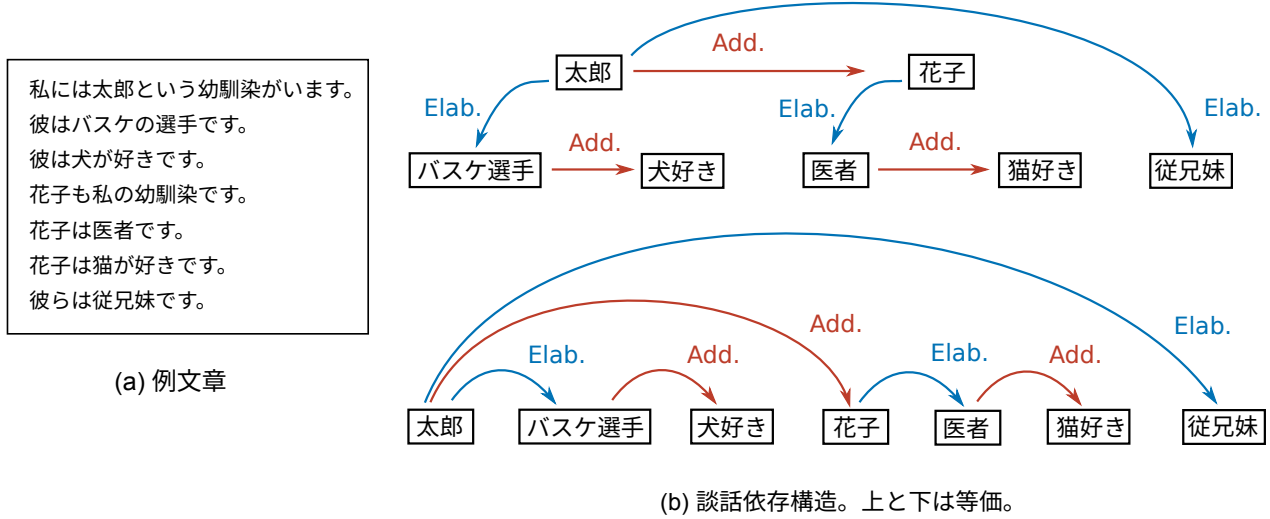 私には太郎という幼馴染がいます。
彼はバスケの選手です。
彼は犬が好きです。
花子も私の幼馴染です。
花子は医者です。
花子は猫が好きです。
彼らは従兄妹です。
(a) 例文章
Add.
太郎
花子
Elab.
Elab.
Elab.
Add.
Add.
バスケ選手
犬好き
医者
猫好き
従兄妹
Add.
Elab.
Elab.
Add.
Elab.
Add.
太郎
バスケ選手
犬好き
花子
医者
猫好き
従兄妹
(b) 談話依存構造。上と下は等価。